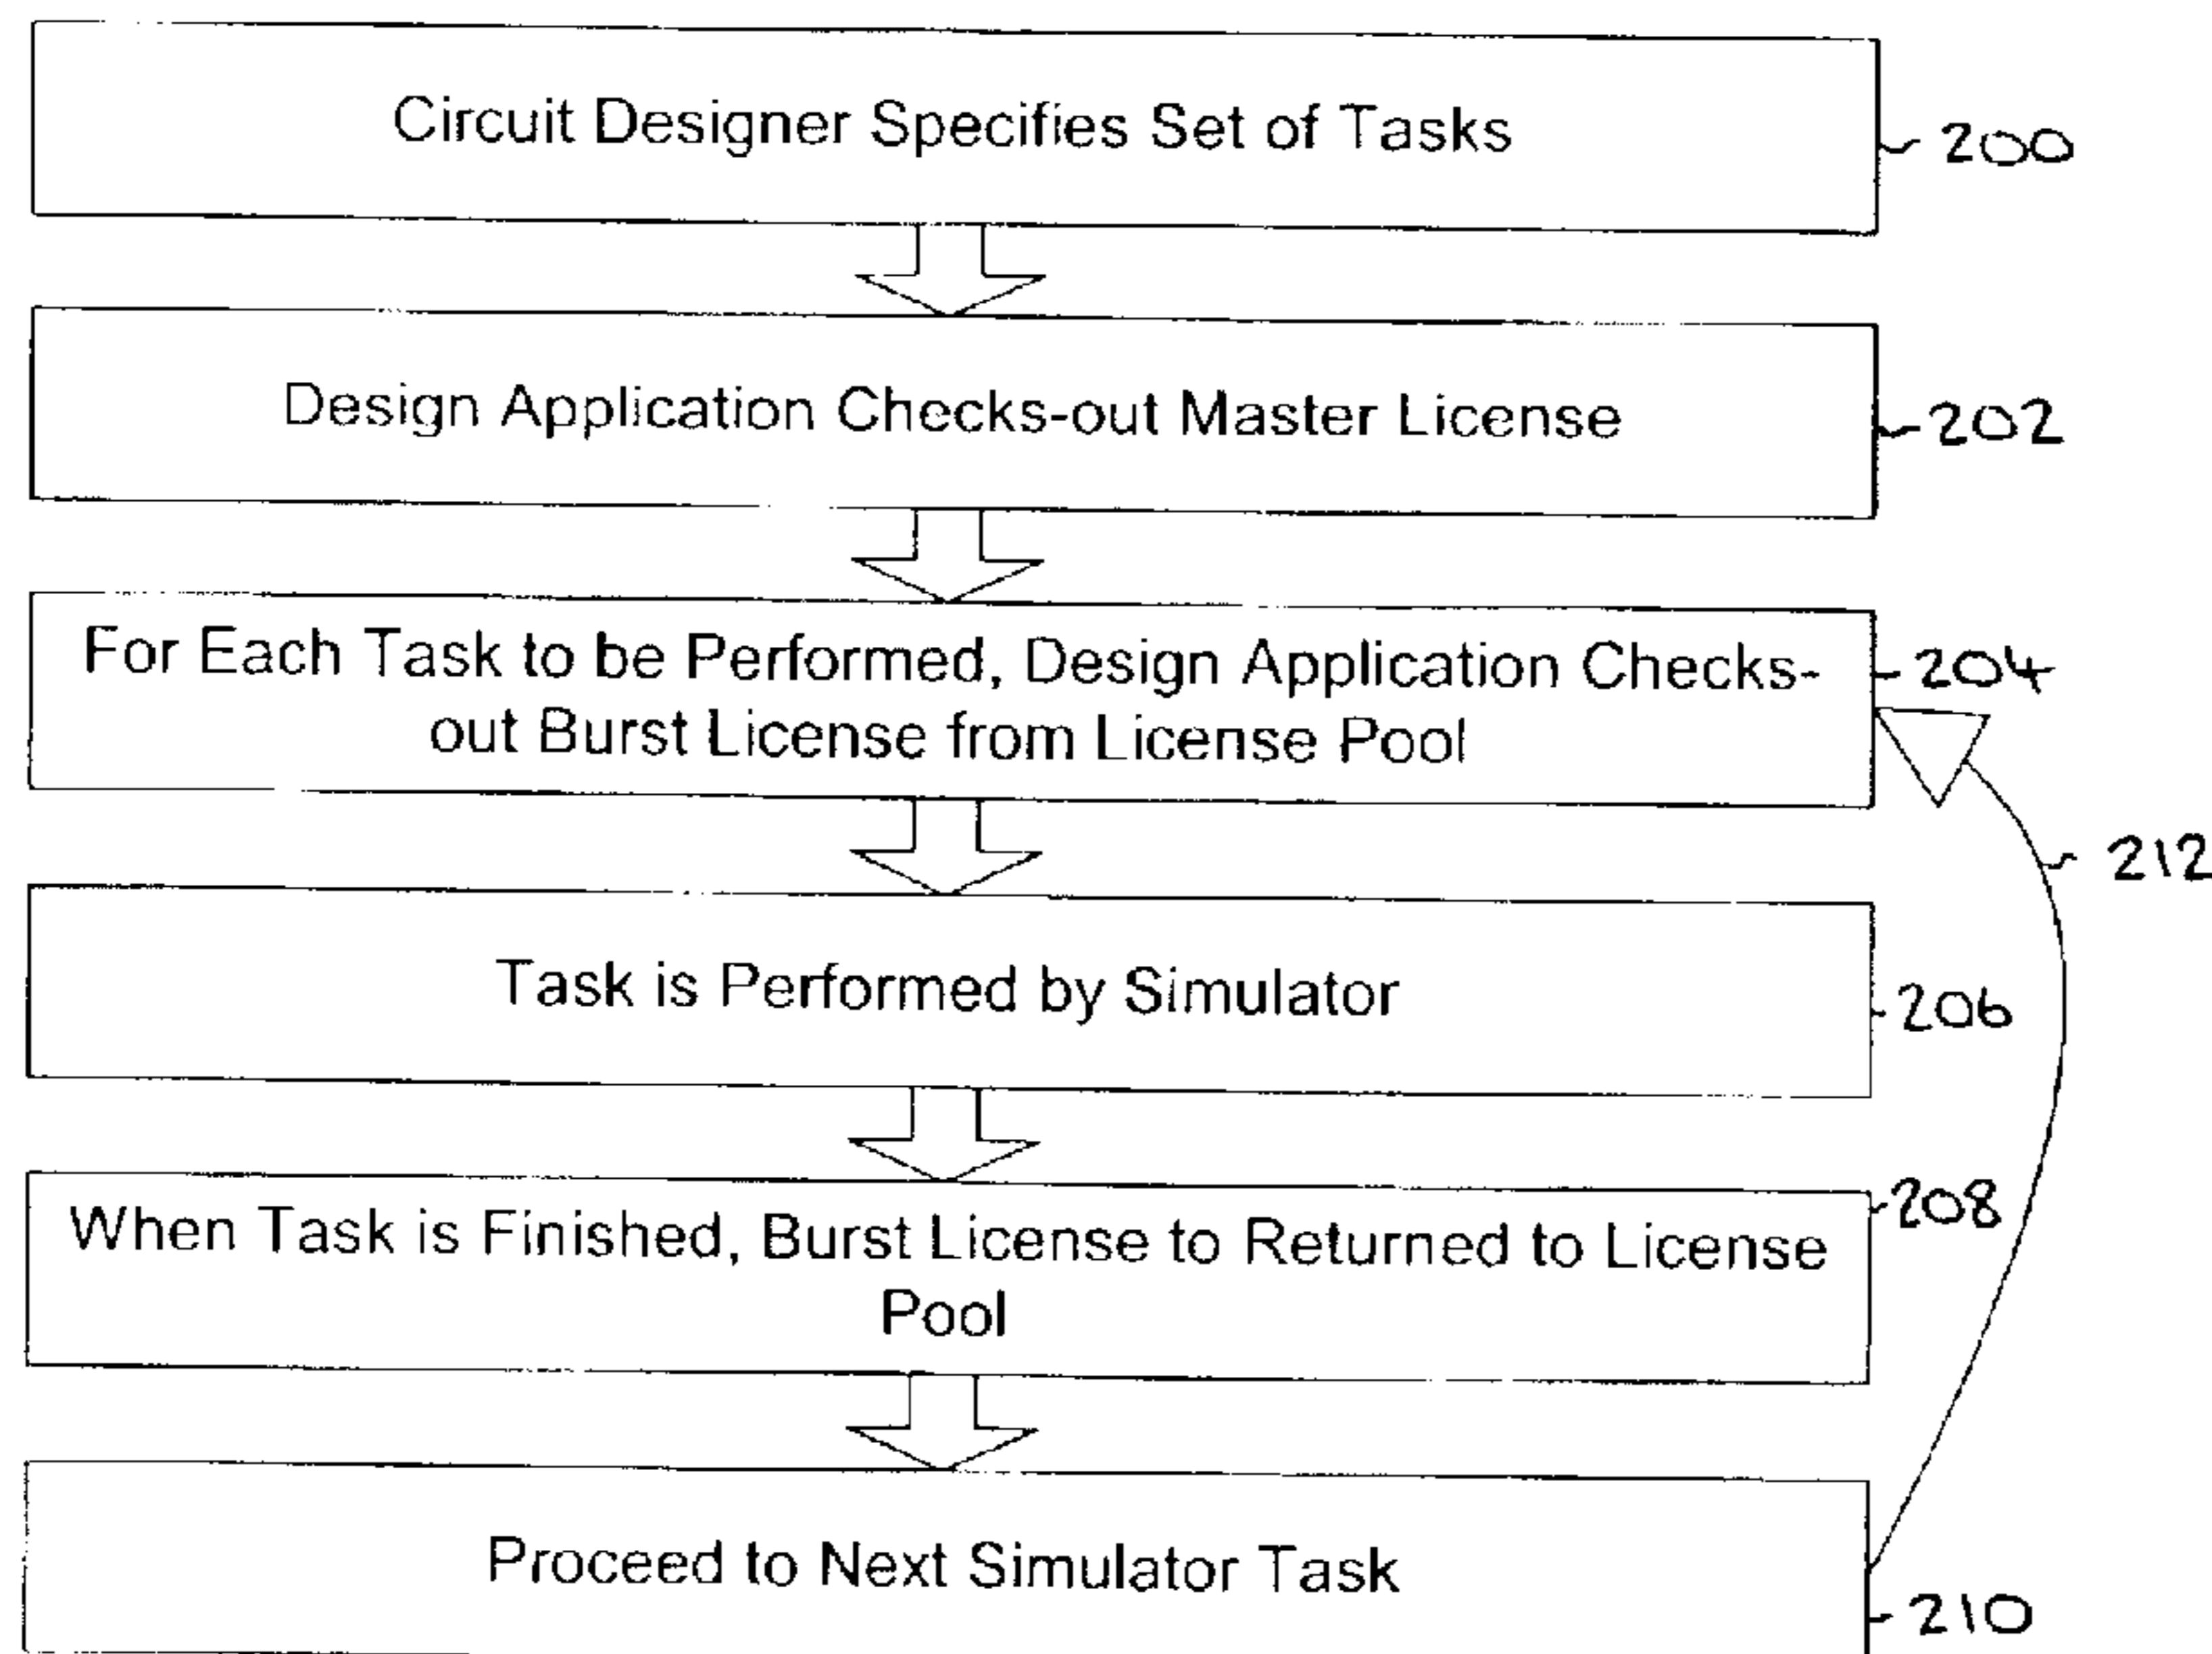 Circuit Designer Specifies Set of Tasks
200
Design Application Checks-out Master License
202
For Each Task to be Performed, Design Application Checks-
out Burst License from License Pool
204
212
Task is Performed by Simulator
206
When Task is Finished, Burst License to Returned to License
Pool
208
Proceed to Next Simulator Task
210